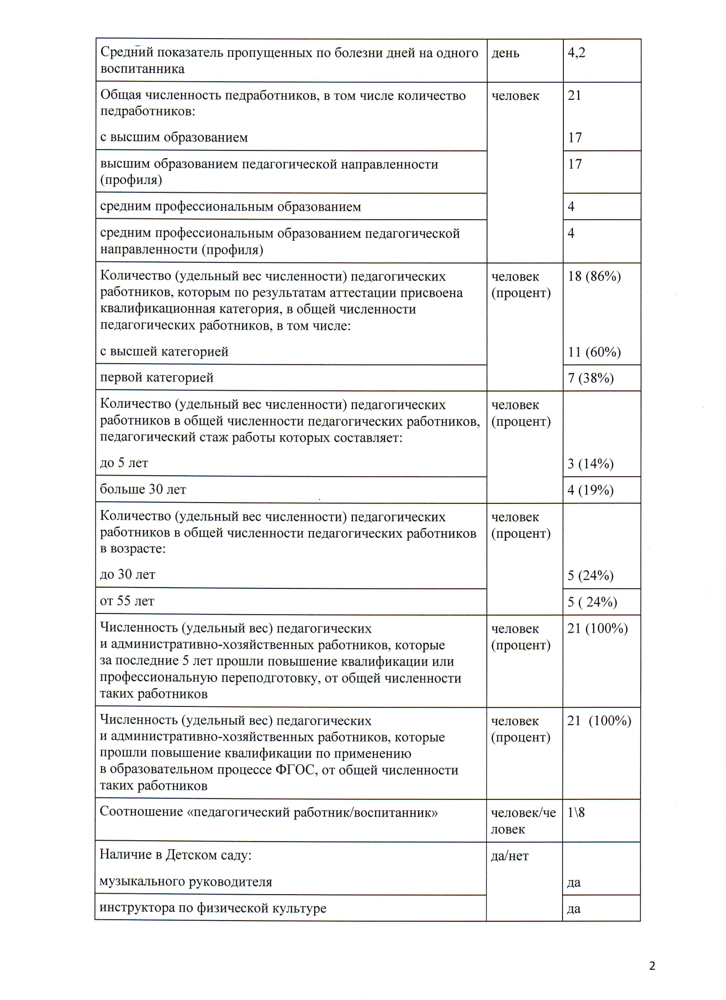 Средний показатель пропущенных по болезни дней на одного
воспитанника
день
4,2
Общая численность педработников, в том числе количество
педработников:
человек
21
с высшим образованием
17
высшим образованием педагогической направленности
(профиля)
17
средним профессиональным образованием
4
средним профессиональным образованием педагогической
направленности (профиля)
4
Количество (удельный вес численности) педагогических
работников, которым по результатам аттестации присвоена
квалификационная категория, в общей численности
педагогических работников, в том числе:
человек
(процент)
18 (86%)
с высшей категорией
11 (60%)
первой категорией
7 (38%)
Количество (удельный вес численности) педагогических
работников в общей численности педагогических работников,
педагогический стаж работы которых составляет:
человек
(процент)
до 5 лет
3 (14%)
больше 30 лет
4 (19%)
Количество (удельный вес численности) педагогических
работников в общей численности педагогических работников
в возрасте:
человек
(процент)
до 30 лет
5 (24%)
от 55 лет
5 ( 24%)
Численность (удельный вес) педагогических
и административно-хозяйственных работников, которые
за последние 5 лет прошли повышение квалификации или
профессиональную переподготовку, от общей численности
таких работников
человек
(процент)
21 (100%)
Численность (удельный вес) педагогических
и административно-хозяйственных работников, которые
прошли повышение квалификации по применению
в образовательном процессе ФГОС, от общей численности
таких работников
человек
(процент)
21 (100%)
Соотношение «педагогический работник/воспитанник»
человек/че
ловек
1\8
Наличие в Детском саду:
да/нет
музыкального руководителя
да
инструктора по физической культуре
да
2